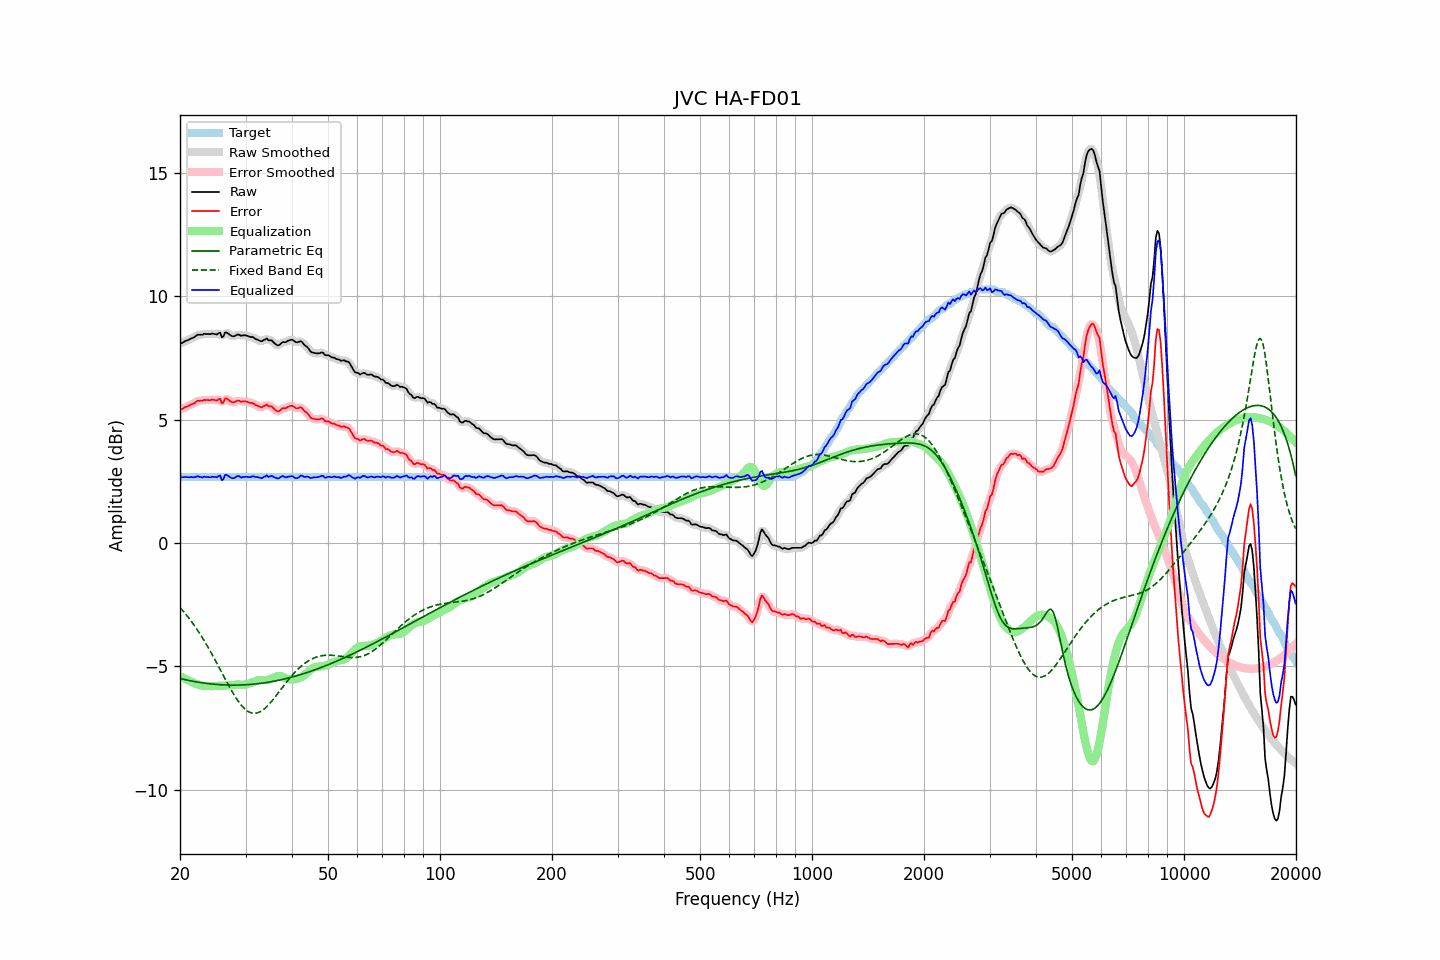 JVC HA-FD01
Target
Raw Smoothed
Error Smoothed
Raw
Error
Equalization
Parametric Eq
Fixed Band Eq
Equalized
Amplitude (dBr)
15
10
5
0
−5
−10
20
50
100
200
500
1000
2000
5000
10000
20000
Frequency (Hz)